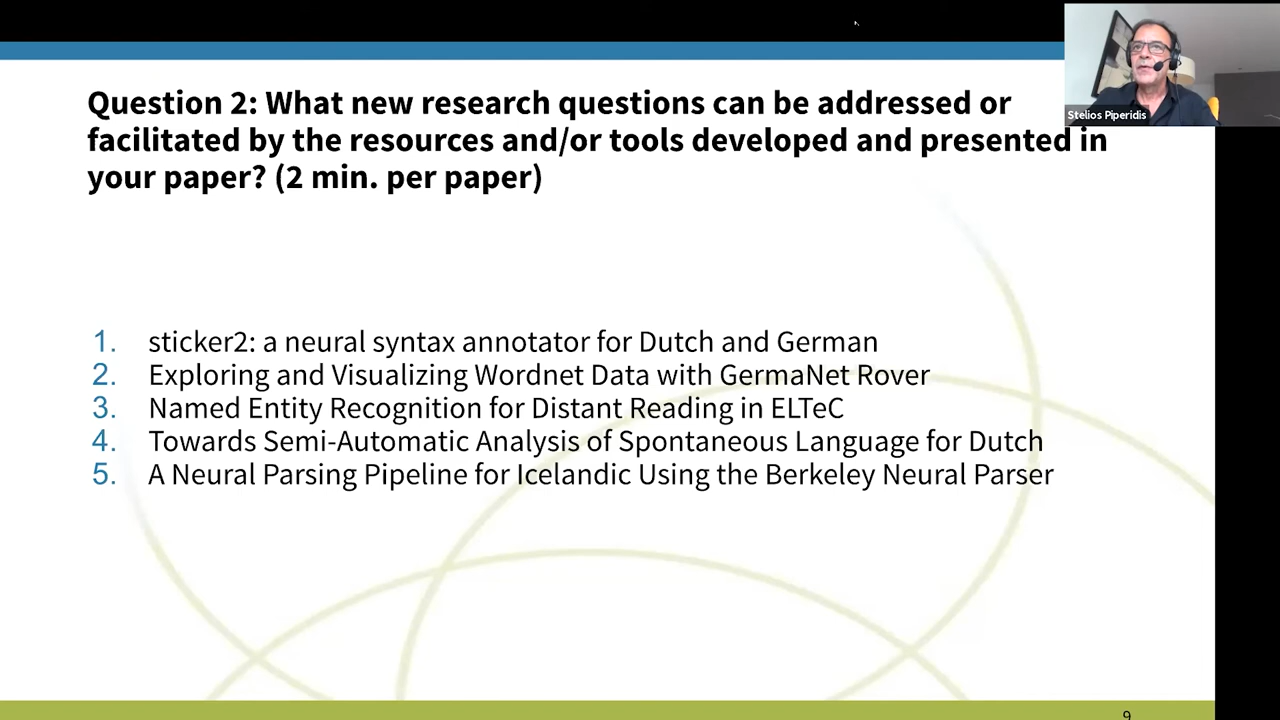 Stelios Piperidis
Question 2: What new research questions can be addressed or
facilitated by the resources and/or tools developed and presented in
your paper? (2 min. per paper)
1. sticker2: a neural syntax annotator for Dutch and German
2. Exploring and Visualizing Wordnet Data with GermaNet Rover
3. Named Entity Recognition for Distant Reading in ELTeC
4. Towards Semi-Automatic Analysis of Spontaneous Language for Dutch
5. A Neural Parsing Pipeline for Icelandic Using the Berkeley Neural Parser
9